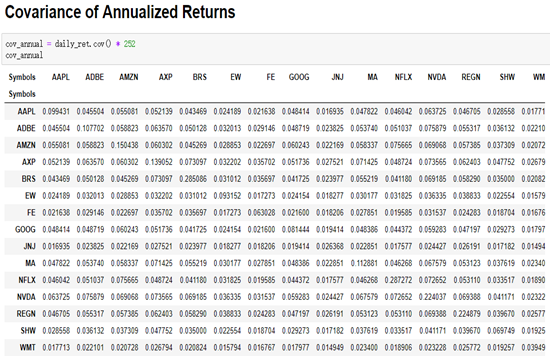 Covariance of Annualized Returns
cov_annual = daily_ret.cov() * 252
cov_annual
Symbols AAPL ADBE AMZN AXP BRS EW FE GOOG JNJ MA NFLX NVDA REGN SHW WM
Symbols
AAPL 0.099431 0.045504 0.055081 0.052139 0.043469 0.024189 0.021638 0.048414 0.016935 0.047822 0.046042 0.063725 0.046705 0.028558 0.01771
ADBE 0.045504 0.107702 0.058823 0.063570 0.050128 0.032013 0.029146 0.048719 0.023825 0.053740 0.051037 0.075879 0.055317 0.036132 0.02210
AMZN 0.055081 0.058823 0.150438 0.060302 0.045269 0.028853 0.022697 0.060243 0.022169 0.058337 0.075665 0.069068 0.057385 0.037309 0.02072
AXP 0.052139 0.063570 0.060302 0.139052 0.073097 0.032202 0.035702 0.051736 0.027521 0.071425 0.048724 0.073565 0.062403 0.047752 0.02679
BRS 0.043469 0.050128 0.045269 0.073097 0.285086 0.031012 0.035697 0.041725 0.023977 0.055219 0.041180 0.069185 0.058290 0.035000 0.02082
EW 0.024189 0.032013 0.028853 0.032202 0.031012 0.093152 0.017273 0.024154 0.018277 0.030177 0.031825 0.036335 0.038833 0.022554 0.01579
FE 0.021638 0.029146 0.022697 0.035702 0.035697 0.017273 0.063028 0.021600 0.018206 0.027851 0.019585 0.031537 0.024283 0.018704 0.01676
GOOG 0.048414 0.048719 0.060243 0.051736 0.041725 0.024154 0.021600 0.081444 0.019414 0.048386 0.044372 0.059283 0.047197 0.029273 0.01797
JNJ 0.016935 0.023825 0.022169 0.027521 0.023977 0.018277 0.018206 0.019414 0.026368 0.022851 0.017577 0.024427 0.026191 0.017182 0.01494
MA 0.047822 0.053740 0.058337 0.071425 0.055219 0.030177 0.027851 0.048386 0.022851 0.112881 0.046268 0.067579 0.053123 0.037619 0.02340
NFLX 0.046042 0.051037 0.075665 0.048724 0.041180 0.031825 0.019585 0.044372 0.017577 0.046268 0.287272 0.072652 0.053110 0.033517 0.01890
NVDA 0.063725 0.075879 0.069068 0.073565 0.069185 0.036335 0.031537 0.059283 0.024427 0.067579 0.072652 0.224037 0.069388 0.041171 0.02322
REGN 0.046705 0.055317 0.057385 0.062403 0.058290 0.038833 0.024283 0.047197 0.026191 0.053123 0.053110 0.069388 0.224879 0.039670 0.02577
SHW 0.028558 0.036132 0.037309 0.047752 0.035000 0.022554 0.018704 0.029273 0.017182 0.037619 0.033517 0.041171 0.039670 0.069749 0.01925
WMT 0.017713 0.022101 0.020728 0.026794 0.020824 0.015794 0.016767 0.017977 0.014949 0.023400 0.018906 0.023228 0.025772 0.019257 0.03949